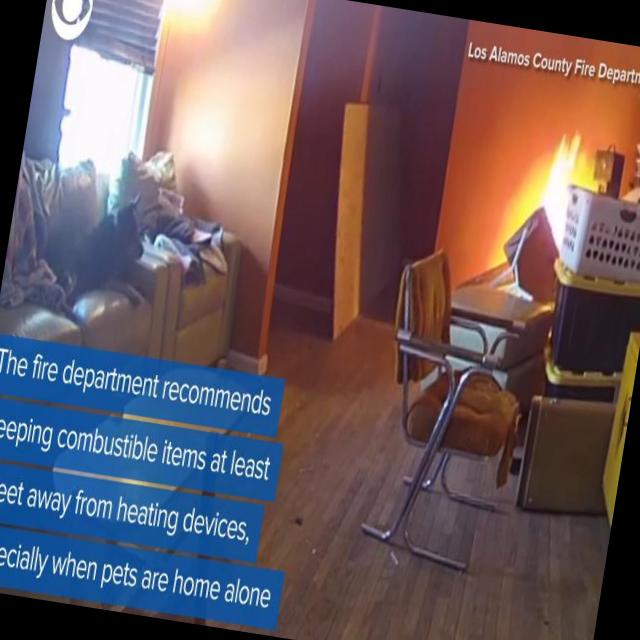 Los Alamos County Fire Departm
The fire department recommends
eeping combustible items at least
eet away from heating devices,
ecially when pets are home alone